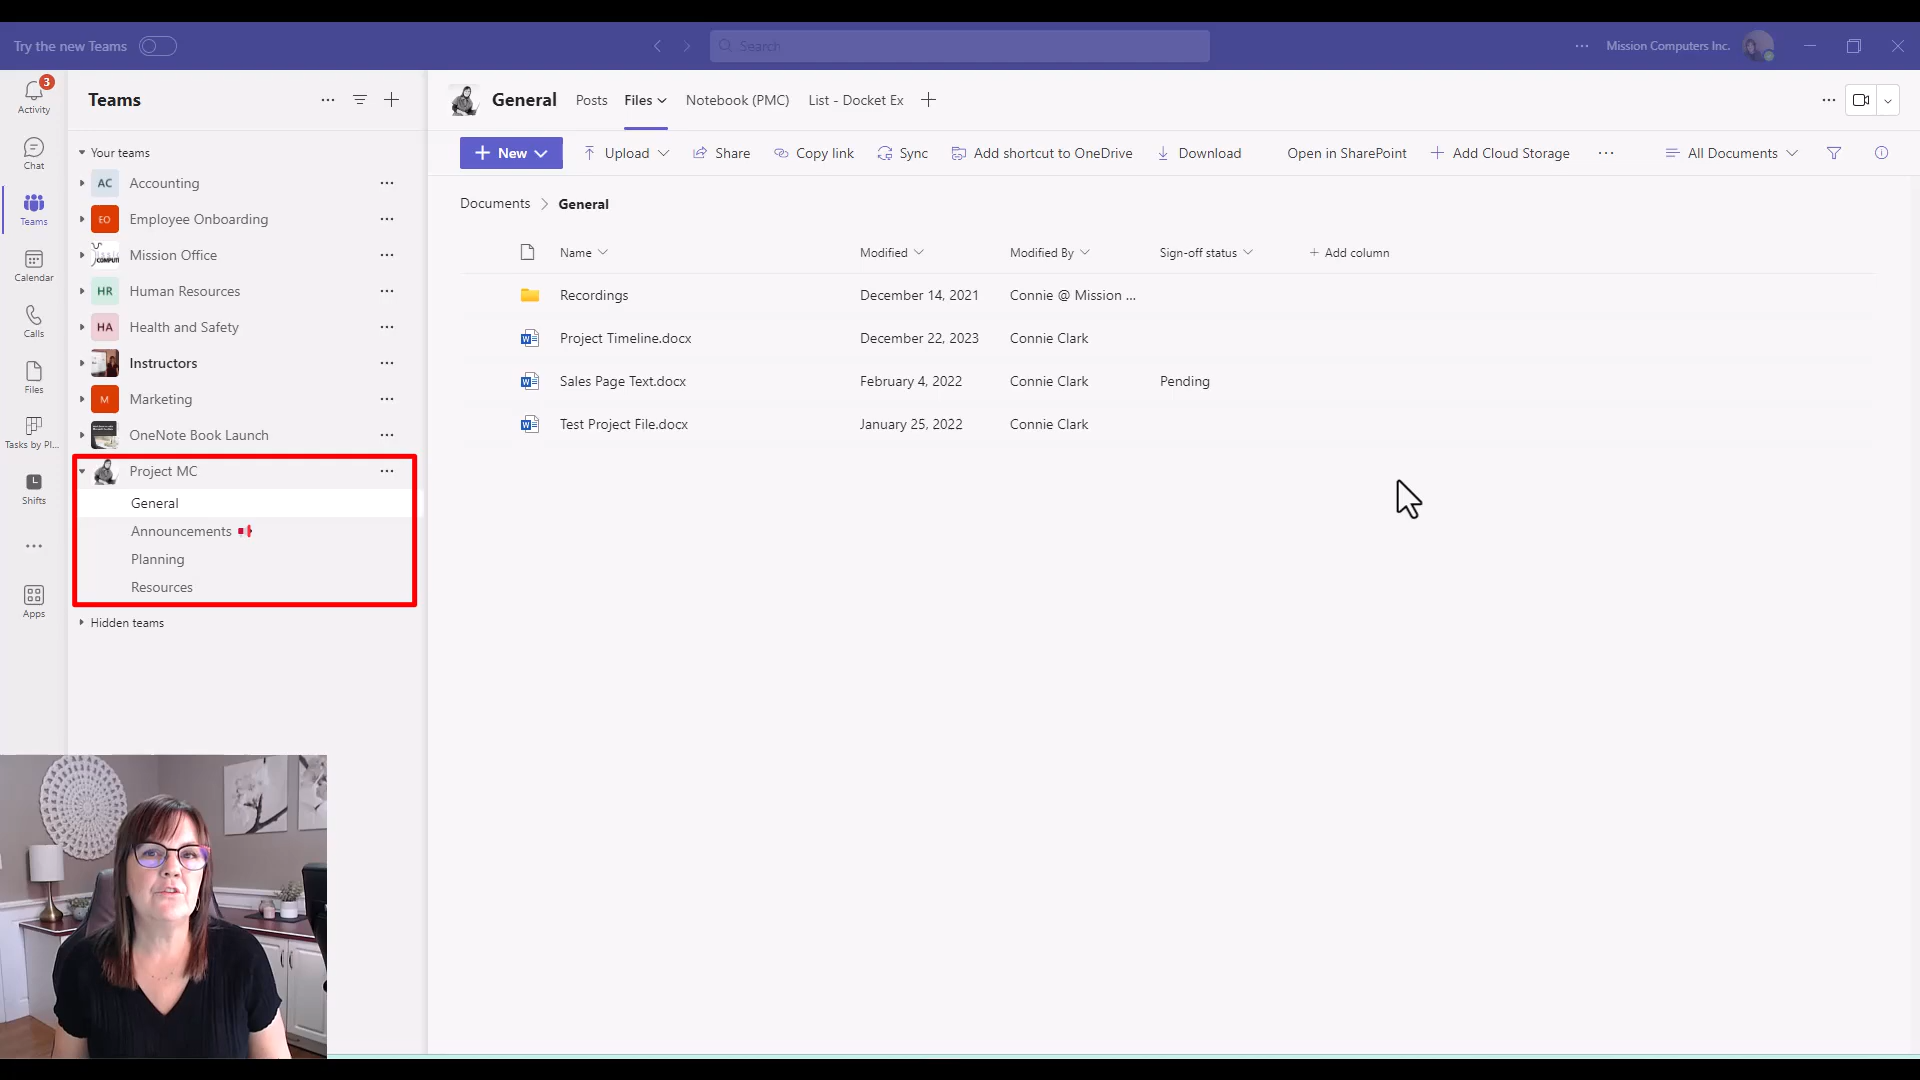 Try the new Teams
Search
Mission Computers Inc.
Activity
3
Chat
Teams
Calendar
Calls
Files
Tasks by Pl...
Shifts
Apps
Teams
Your teams
AC Accounting
EO Employee Onboarding
COMPUT Mission Office
HR Human Resources
HA Health and Safety
Instructors
M Marketing
OneNote Book Launch
Project MC
General
Announcements
Planning
Resources
Hidden teams
General Posts Files Notebook (PMC) List - Docket Ex
New Upload Share Copy link Sync Add shortcut to OneDrive Download Open in SharePoint Add Cloud Storage All Documents
Documents General
Name Modified Modified By Sign-off status Add column
Recordings December 14, 2021 Connie @ Mission ...
Project Timeline.docx December 22, 2023 Connie Clark
Sales Page Text.docx February 4, 2022 Connie Clark Pending
Test Project File.docx January 25, 2022 Connie Clark